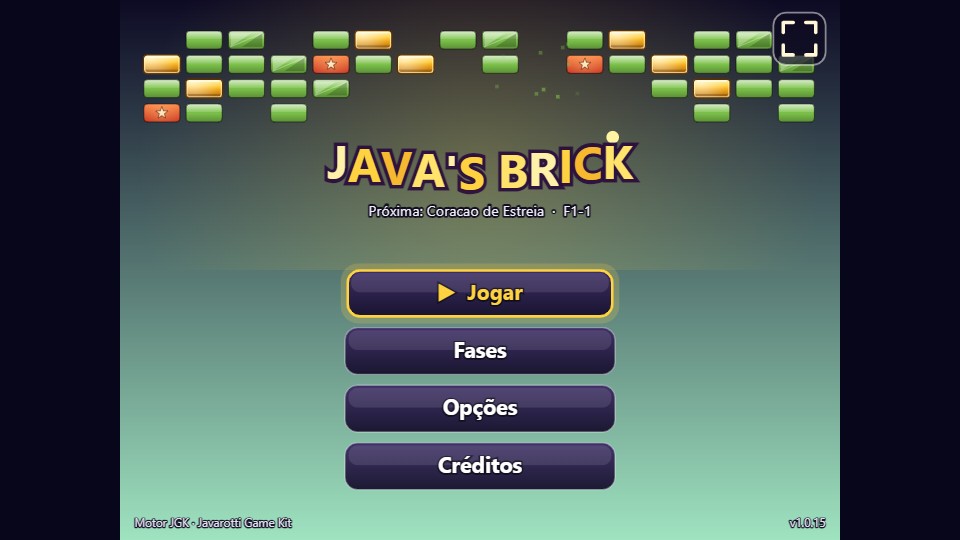 JAVA'S BRICK
Próxima: Coracao de Estreia · F1-1
Jogar
Fases
Opções
Créditos
Motor JGK · Javarotti Game Kit
v1.0.15